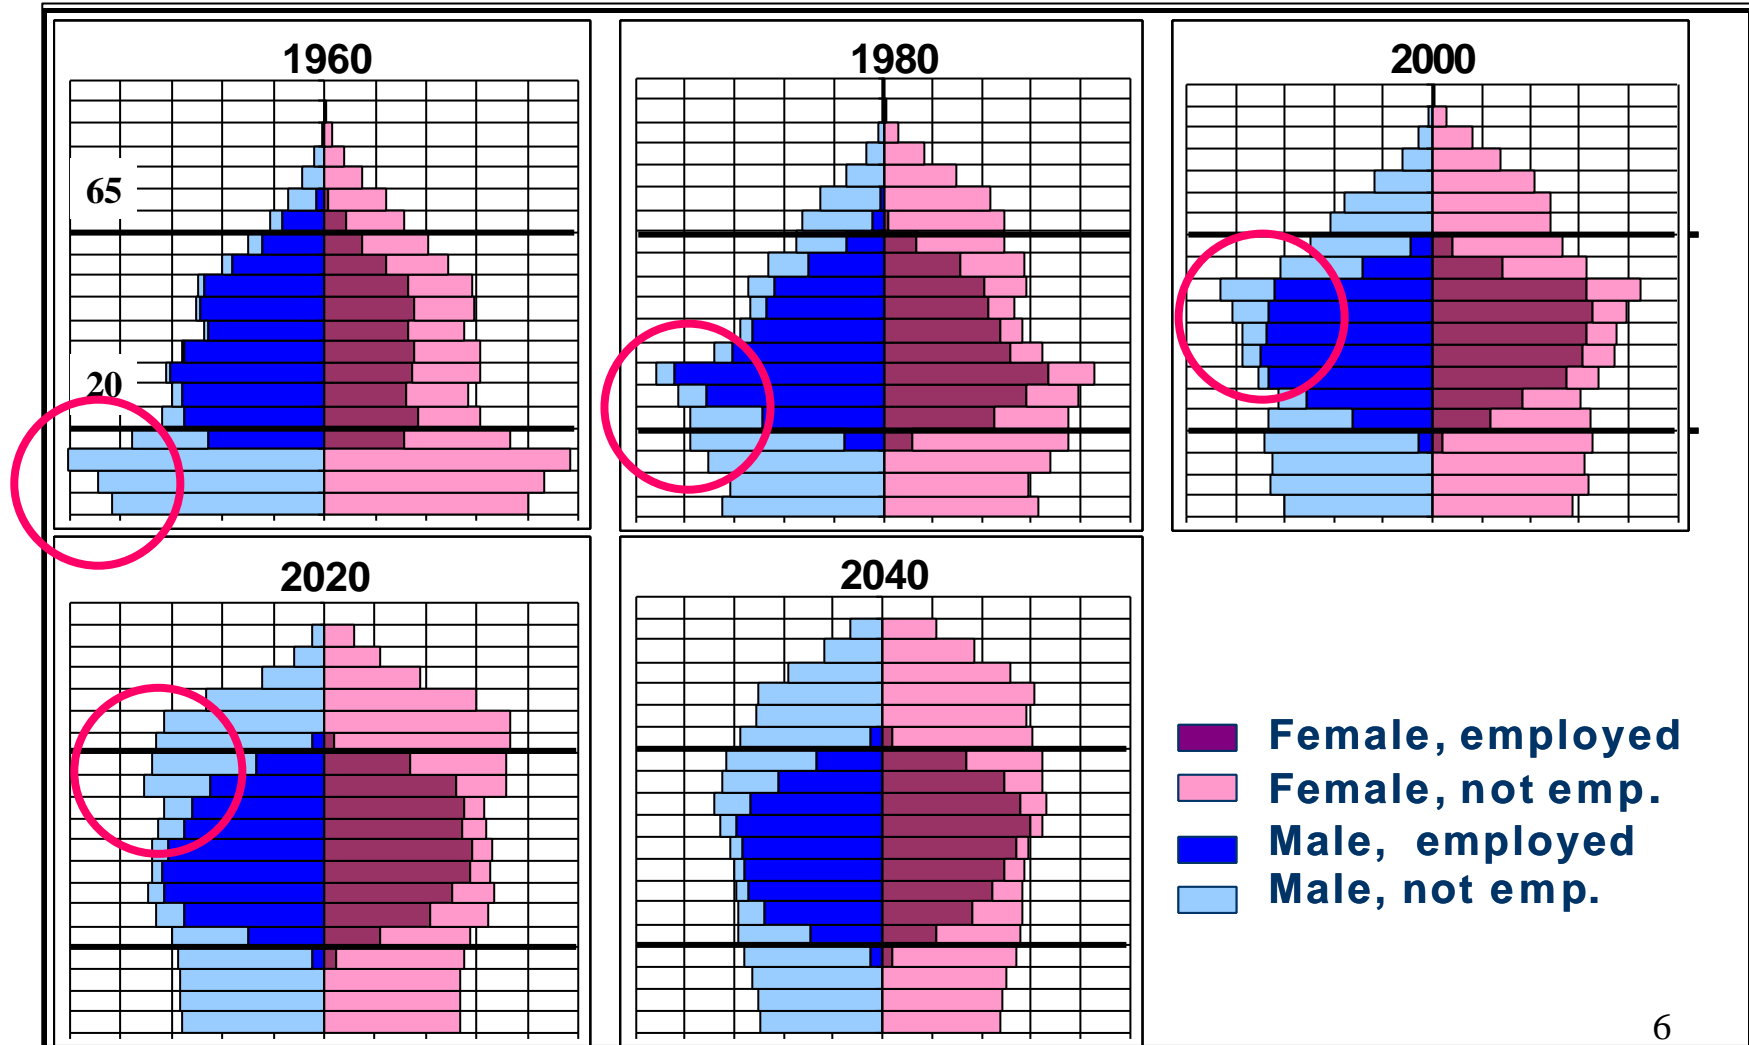 1960
1980
2000
65
20
2020
2040
Female, employed
Female, not emp.
Male, employed
Male, not emp.
6